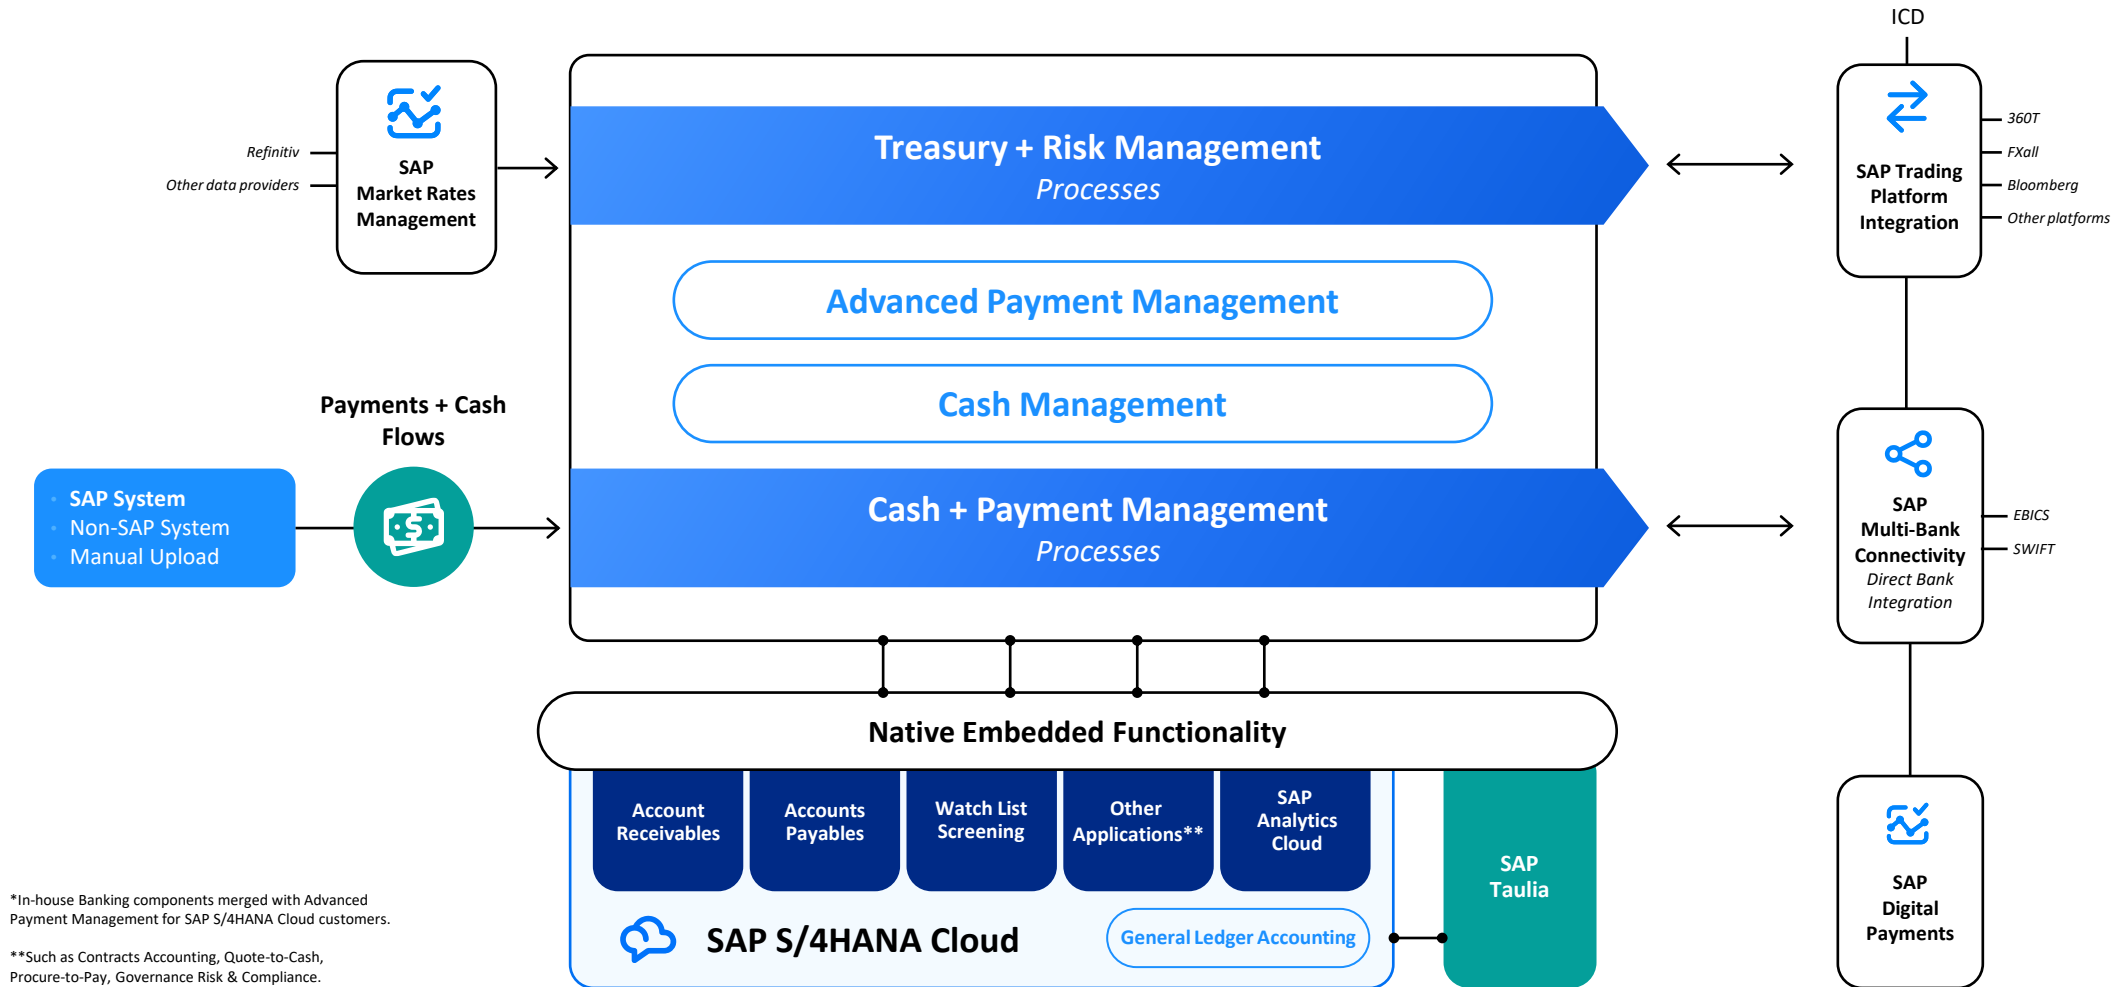 ICD
SAP
Market Rates
Management
Refinitiv
Other data providers
Treasury + Risk Management
Processes
SAP Trading
Platform
Integration
360T
FXall
Bloomberg
Other platforms
Advanced Payment Management
Cash Management
Payments + Cash
Flows
SAP System
Non-SAP System
Manual Upload
Cash + Payment Management
Processes
SAP
Multi-Bank
Connectivity
Direct Bank
Integration
EBICS
SWIFT
Native Embedded Functionality
Account
Receivables
Accounts
Payables
Watch List
Screening
Other
Applications**
SAP
Analytics
Cloud
SAP
Taulia
SAP S/4HANA Cloud
General Ledger Accounting
SAP
Digital
Payments
*In-house Banking components merged with Advanced
Payment Management for SAP S/4HANA Cloud customers.
**Such as Contracts Accounting, Quote-to-Cash,
Procure-to-Pay, Governance Risk & Compliance.